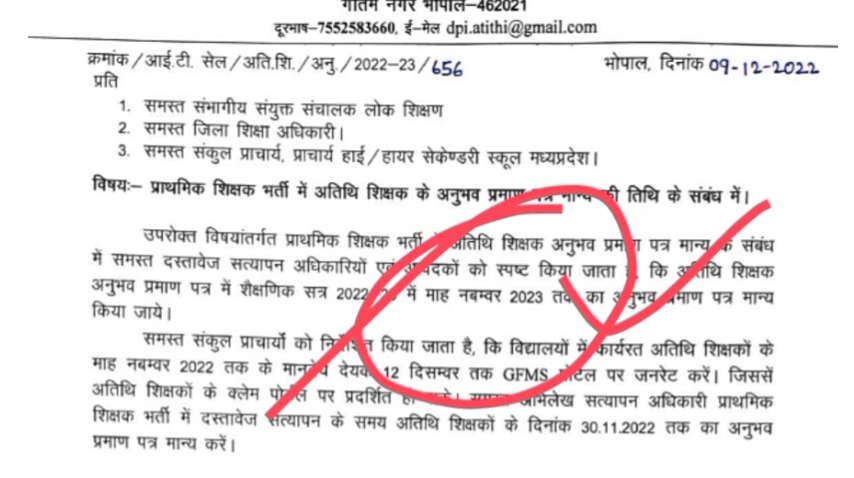 गौतम नगर भोपाल–462021
दूरभाष–7552583660, ई–मेल dpi.atithi@gmail.com
क्रमांक/आई.टी. सेल/अति.शि./अनु./2022–23/656 भोपाल, दिनांक 09-12-2022
प्रति
1. समस्त संभागीय संयुक्त संचालक लोक शिक्षण
2. समस्त जिला शिक्षा अधिकारी।
3. समस्त संकुल प्राचार्य, प्राचार्य हाई/हायर सेकेण्डरी स्कूल मध्यप्रदेश।
विषयः– प्राथमिक शिक्षक भर्ती में अतिथि शिक्षक के अनुभव प्रमाण पत्र मान्य की तिथि के संबंध में।
उपरोक्त विषयांतर्गत प्राथमिक शिक्षक भर्ती में अतिथि शिक्षक अनुभव प्रमाण पत्र मान्य के संबंध
में समस्त दस्तावेज सत्यापन अधिकारियों एवं आवेदकों को स्पष्ट किया जाता है, कि अतिथि शिक्षक
अनुभव प्रमाण पत्र में शैक्षणिक सत्र 2022 में माह नबम्वर 2023 तक का अनुभव प्रमाण पत्र मान्य
किया जाये।
समस्त संकुल प्राचार्यो को निर्देशित किया जाता है, कि विद्यालयों में कार्यरत अतिथि शिक्षकों के
माह नबम्वर 2022 तक के मानदेय देयक 12 दिसम्वर तक GFMS पोर्टल पर जनरेट करें। जिससें
अतिथि शिक्षकों के क्लेम पोर्टल पर प्रदर्शित समस्त अभिलेख सत्यापन अधिकारी प्राथमिक
शिक्षक भर्ती में दस्तावेज सत्यापन के समय अतिथि शिक्षकों के दिनांक 30.11.2022 तक का अनुभव
प्रमाण पत्र मान्य करें।